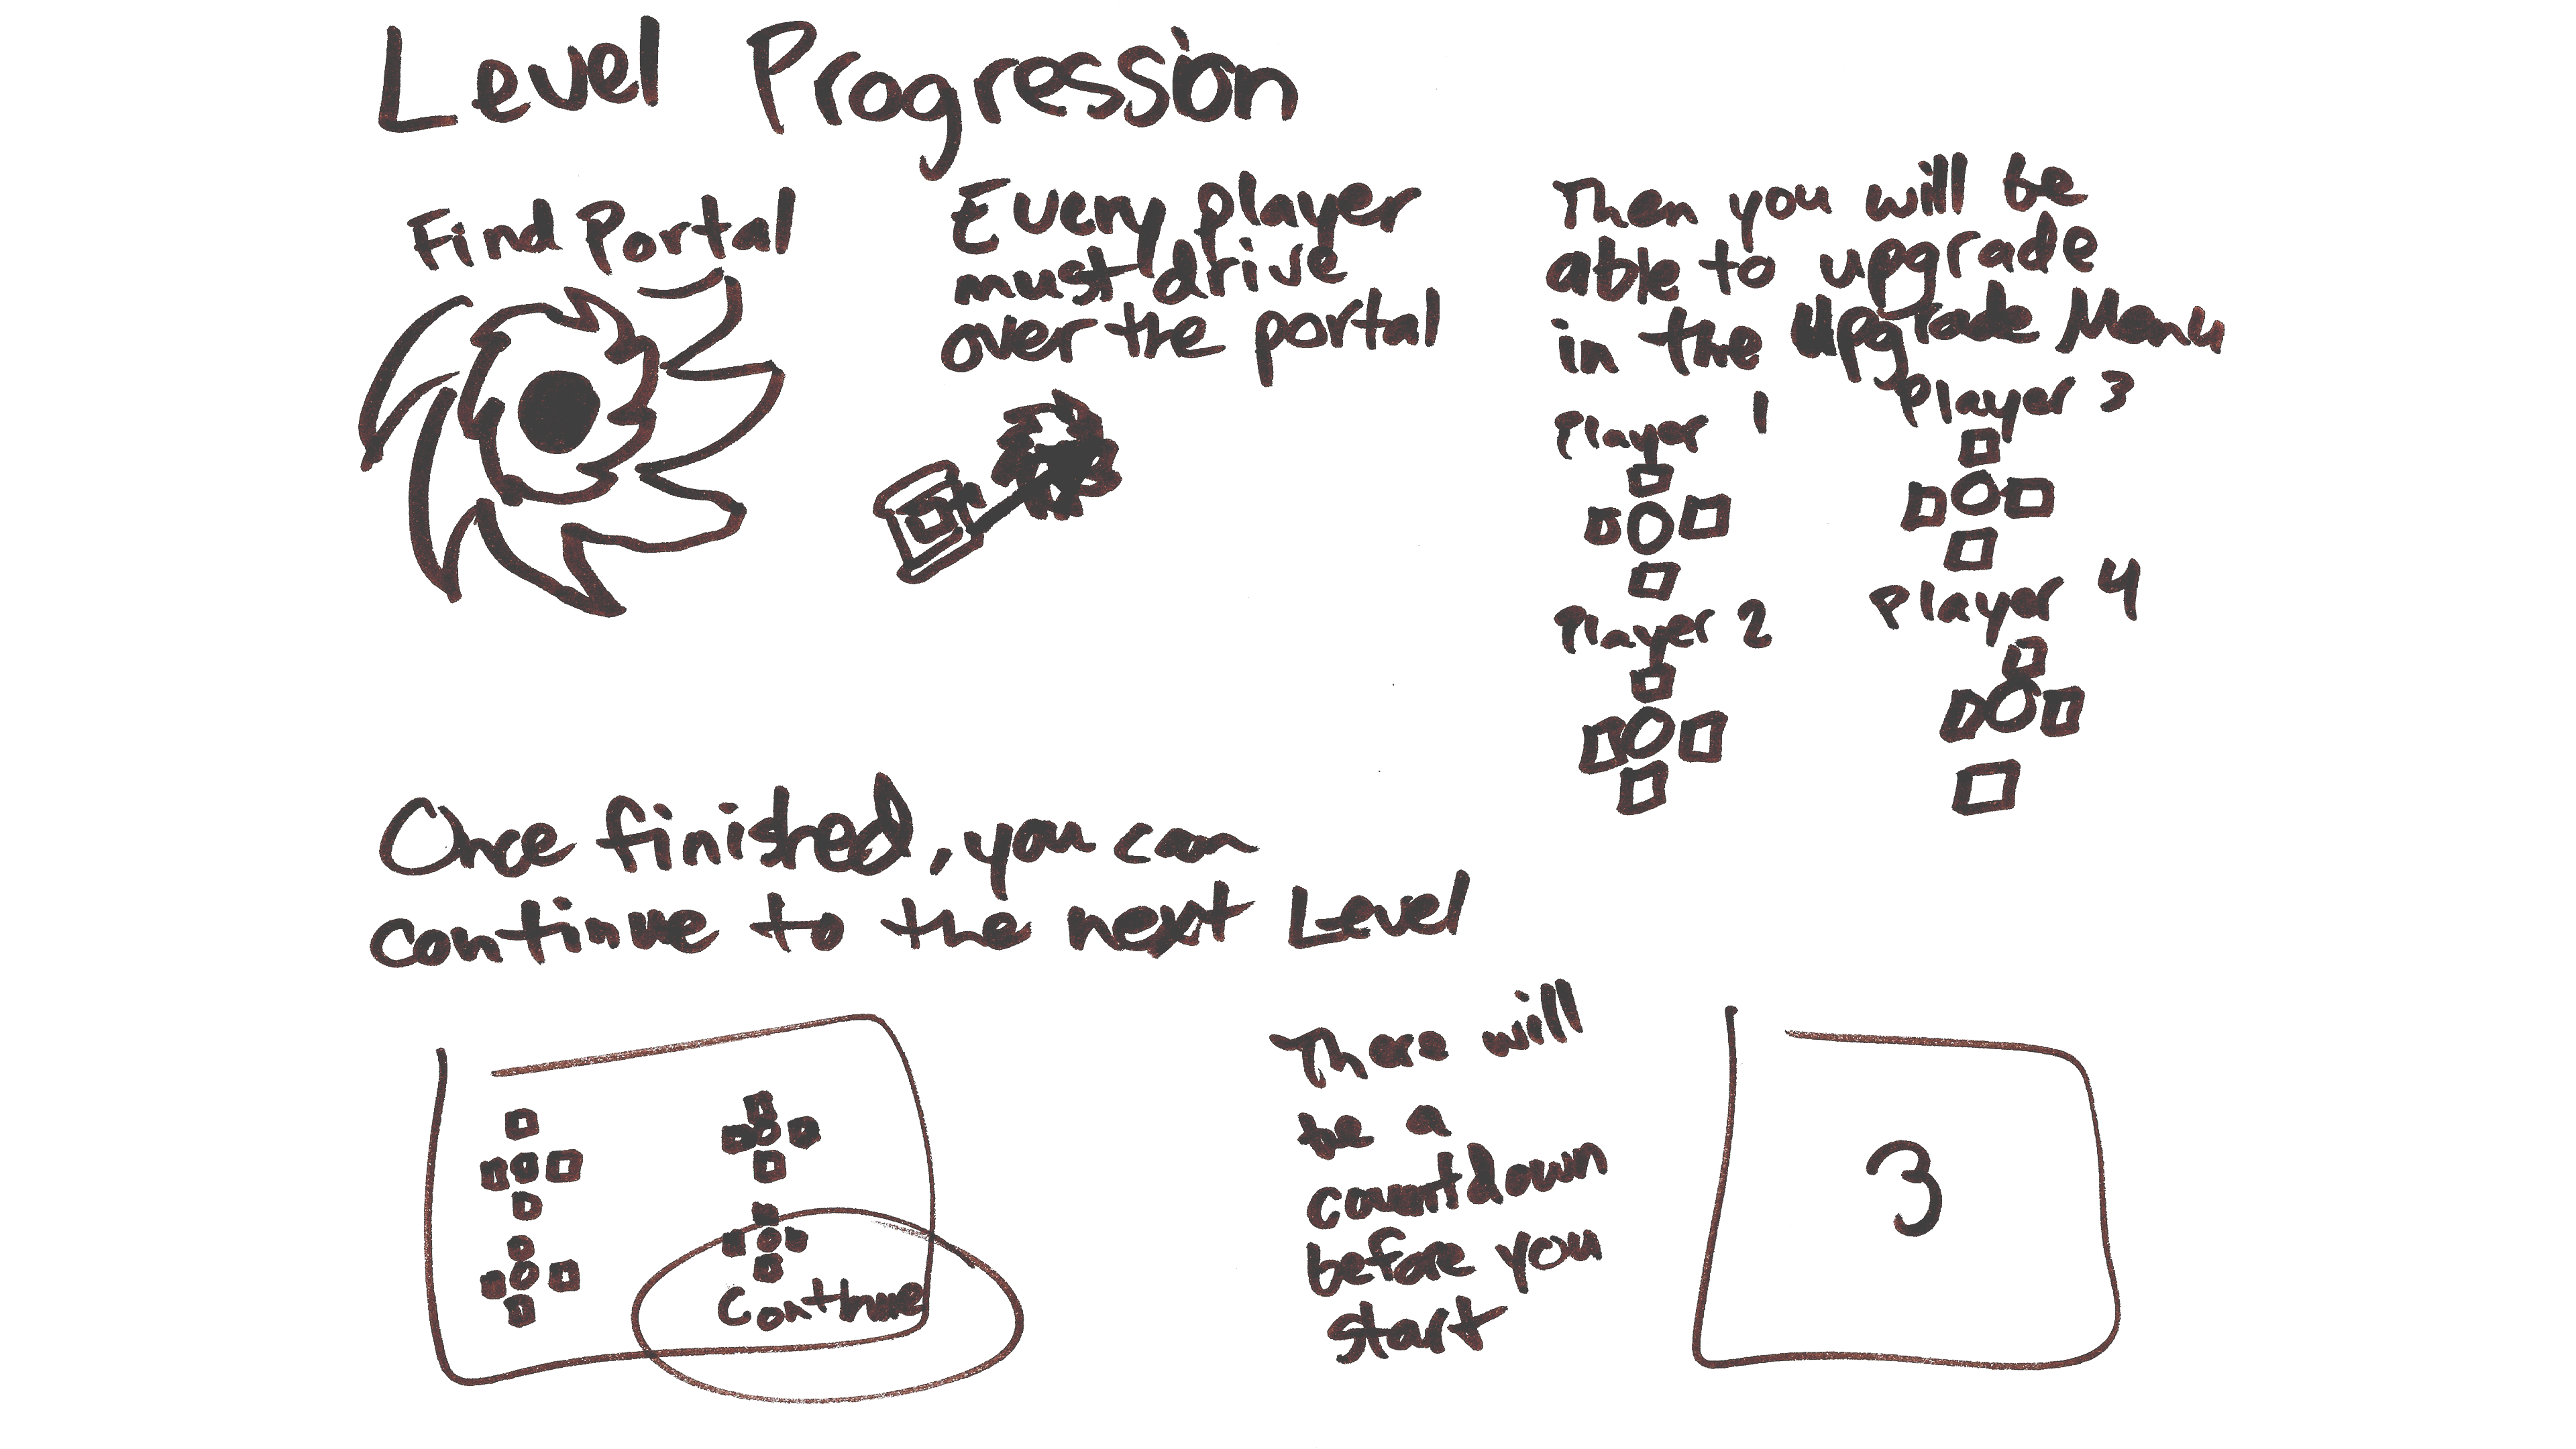 Level Progression
Find Portal
Every player
must drive
over the portal
Then you will be
able to upgrade
in the Upgrade Menu
Player 1
Player 3
Player 2
Player 4
Once finished, you can
continue to the next Level
Continue
There will
be a
countdown
before you
start
3